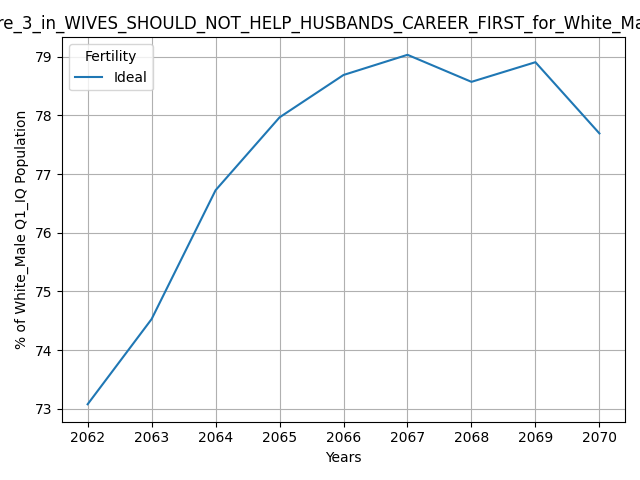 re_3_in_WIVES_SHOULD_NOT_HELP_HUSBANDS_CAREER_FIRST_for_White_Ma
Fertility
Ideal
% of White_Male Q1_IQ Population
79
78
77
76
75
74
73
2062 2063 2064 2065 2066 2067 2068 2069 2070
Years